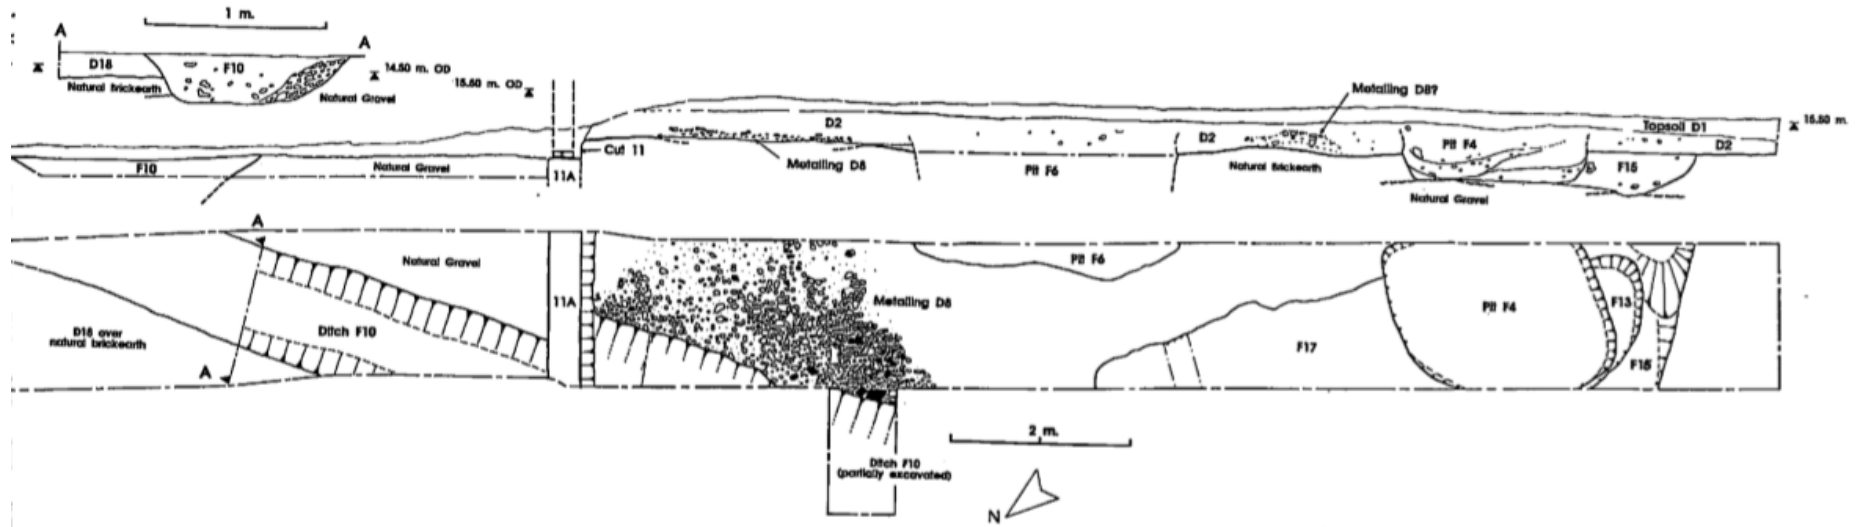 1 m.
A
A
D18
F10
Natural brickearth
Natural Gravel
14.50 m. OD
15.50 m. OD
Metalling D8?
D2
Topsoil D1
15.50 m.
Cut 11
Metalling D8
D2
Natural Brickearth
Pit F4
D2
F10
Natural Gravel
11A
Pit F6
F15
Natural Gravel
A
Natural Gravel
Pit F6
11A
Metalling D8
Pit F4
F13
D18 over
natural brickearth
Ditch F10
F17
A
F15
2 m.
Ditch F10
(partially excavated)
N